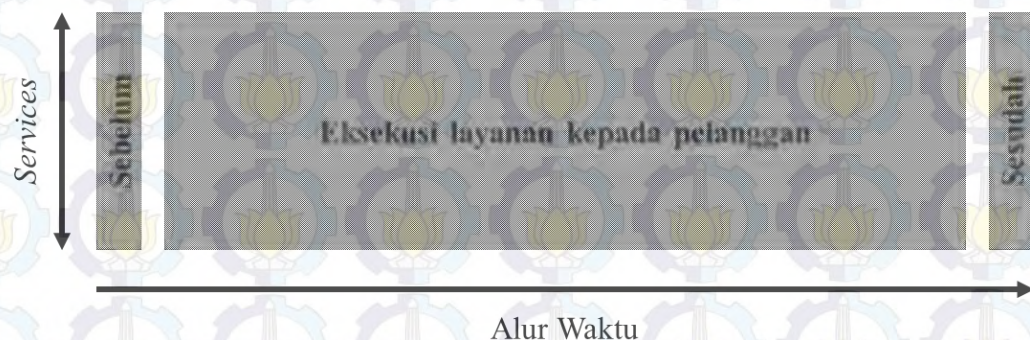 Services
Sebelum
Eksekusi layanan kepada pelanggan
Sesudah
Alur Waktu